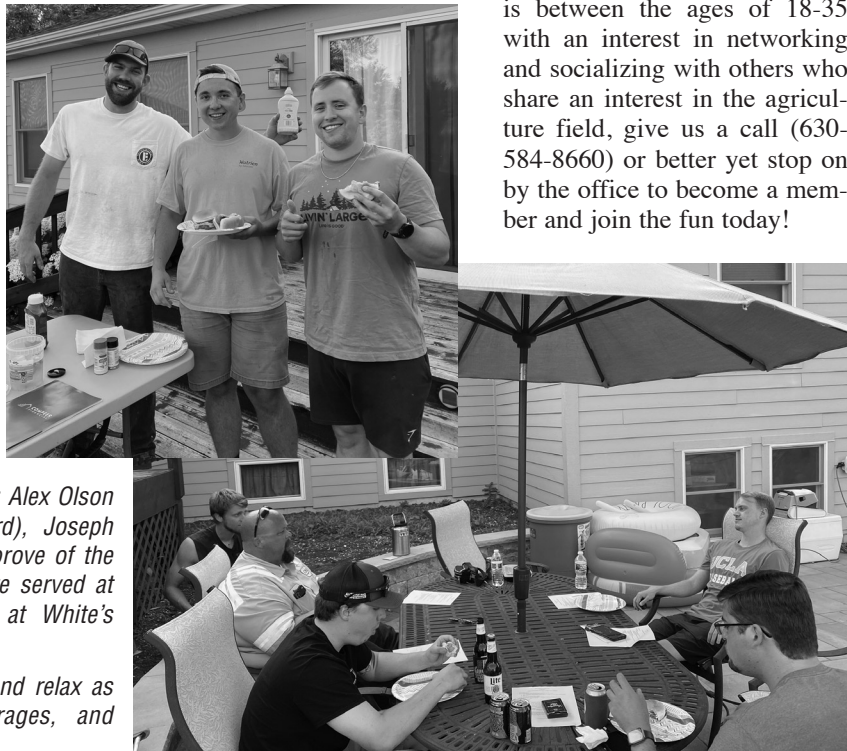 is between the ages of 18-35
with an interest in networking
and socializing with others who
share an interest in the agricul-
ture field, give us a call (630-
584-8660) or better yet stop on
by the office to become a mem-
ber and join the fun today!
Alex Olson
rd), Joseph
prove of the
e served at
at White's
nd relax as
rages, and
LARGE
UCLA
Lite